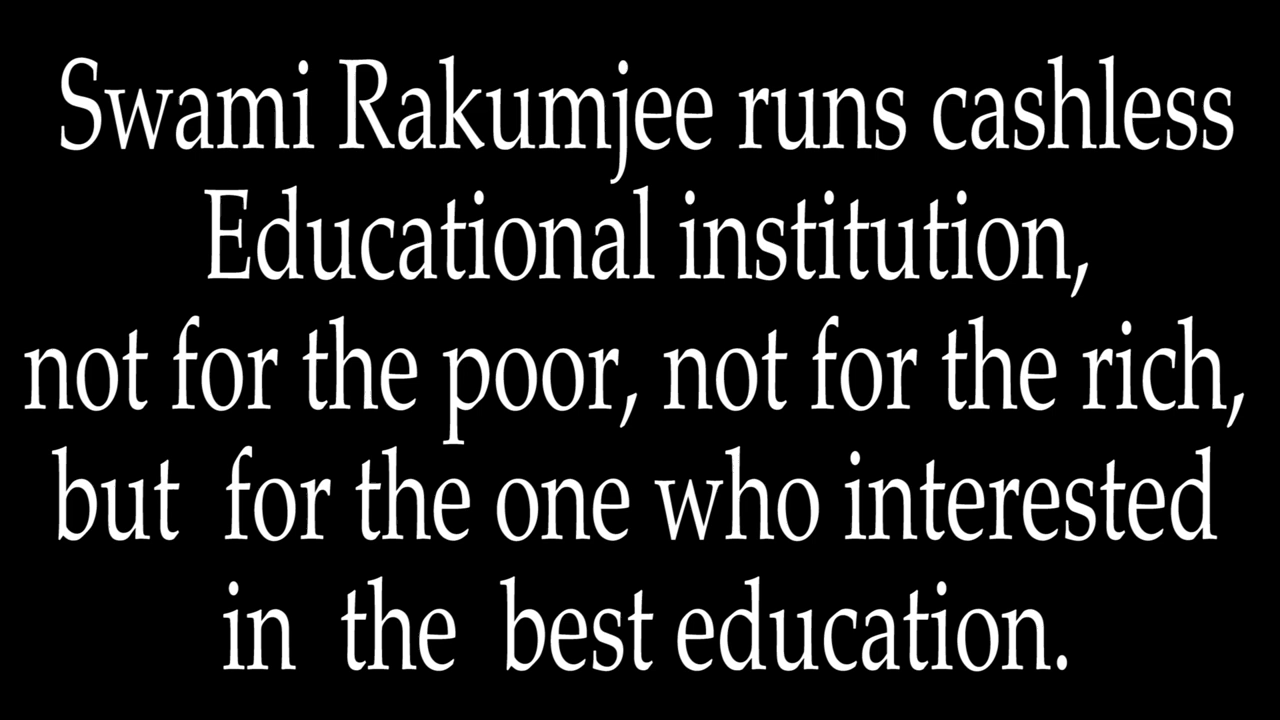 Swami Rakumjee runs cashless
Educational institution,
not for the poor, not for the rich,
but for the one who interested
in the best education.